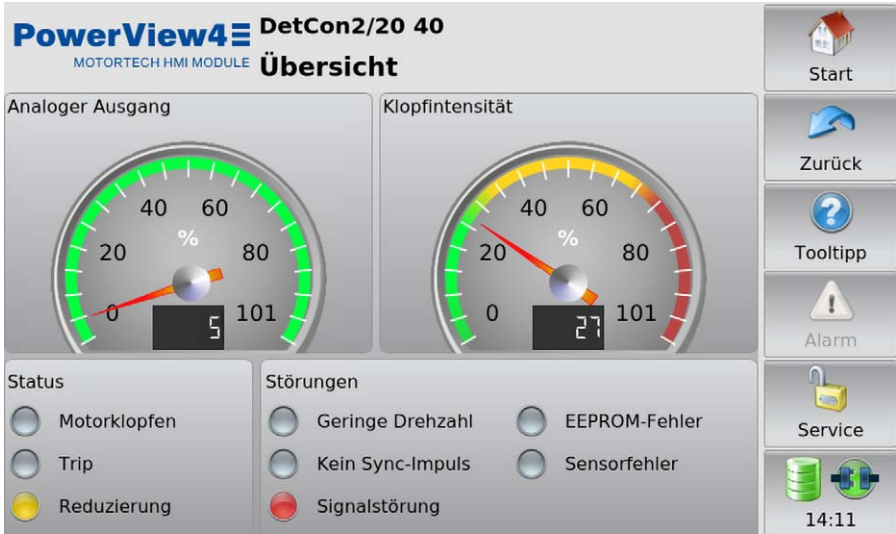 PowerView4
MOTORTECH HMI MODULE
DetCon2/20 40
Übersicht
Analoger Ausgang
0
20
40
60
80
101
%
5
Klopfintensität
0
20
40
60
80
101
%
27
Status
Motorklopfen
Trip
Reduzierung
Störungen
Geringe Drehzahl
Kein Sync-Impuls
Signalstörung
EEPROM-Fehler
Sensorfehler
Start
Zurück
Tooltipp
Alarm
Service
14:11